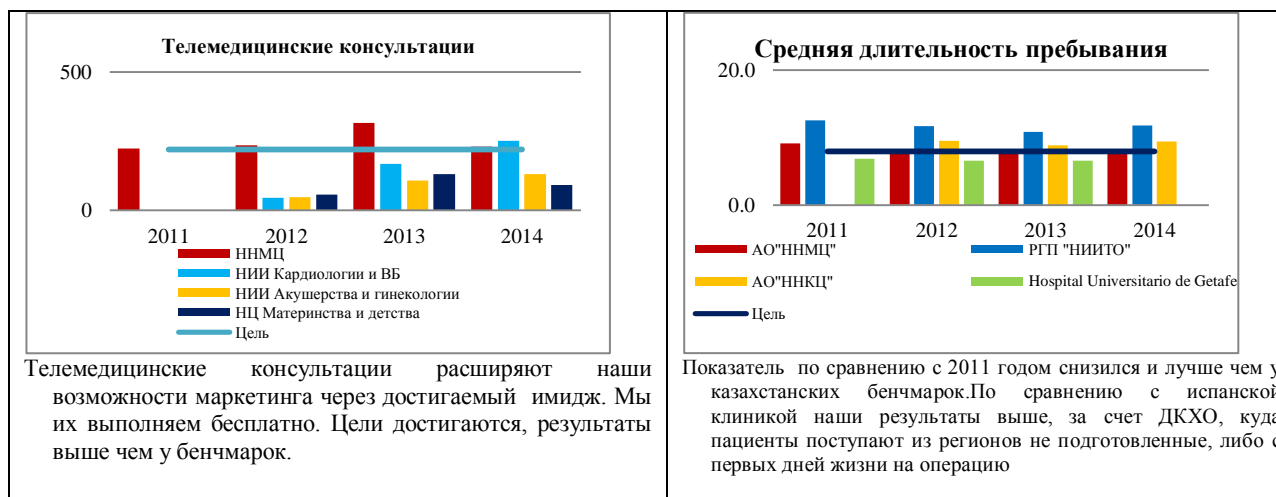 Телемедицинские консультации
500
0
2011 2012 2013 2014
ННМЦ
НИИ Кардиологии и ВБ
НИИ Акушерства и гинекологии
НЦ Материнства и детства
Цель
Телемедицинские консультации расширяют наши
возможности маркетинга через достигаемый имидж. Мы
их выполняем бесплатно. Цели достигаются, результаты
выше чем у бенчмарок.
Средняя длительность пребывания
20.0
0.0
2011 2012 2013 2014
АО"ННМЦ" РГП "НИИТО"
АО"ННКЦ" Hospital Universitario de Getafe
Цель
Показатель по сравнению с 2011 годом снизился и лучше чем у
казахстанских бенчмарок.По сравнению с испанской
клиникой наши результаты выше, за счет ДКХО, куда
пациенты поступают из регионов не подготовленные, либо с
первых дней жизни на операцию